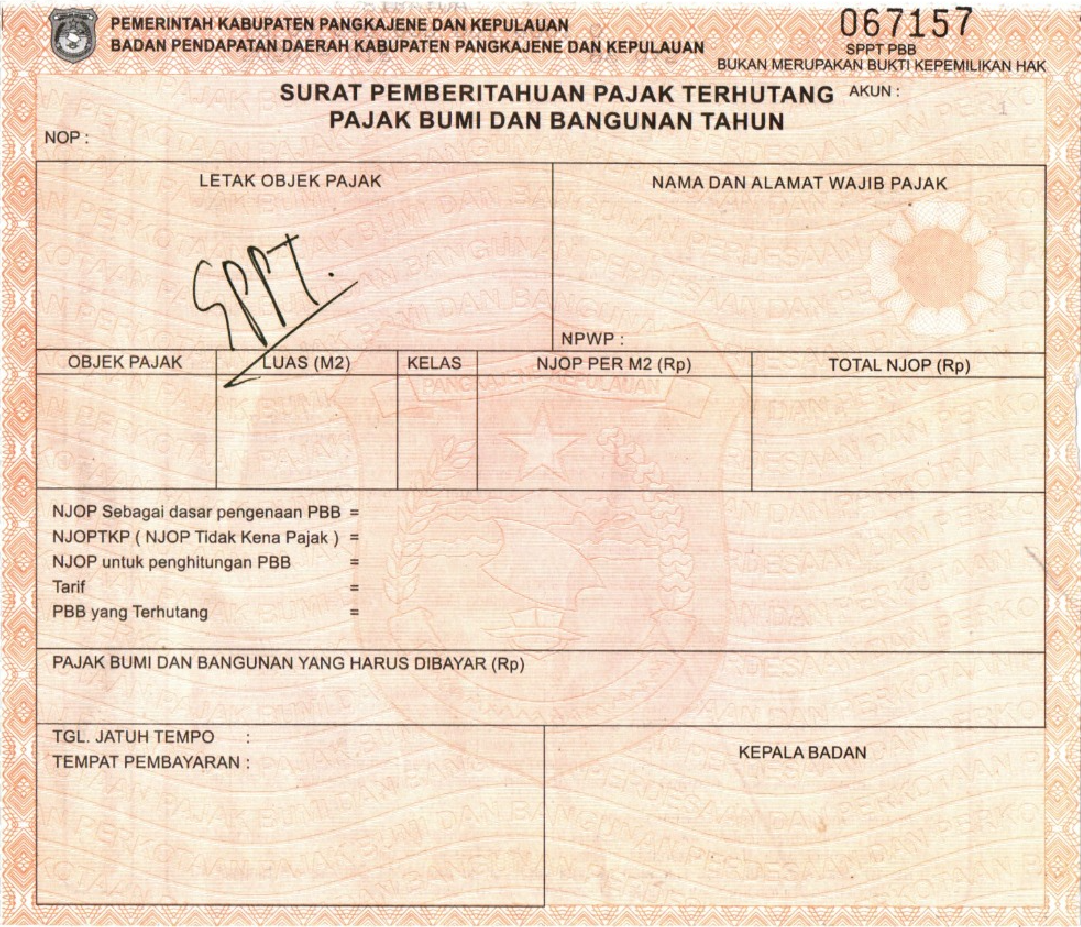 PEMERINTAH KABUPATEN PANGKAJENE DAN KEPULAUAN
BADAN PENDAPATAN DAERAH KABUPATEN PANGKAJENE DAN KEPULAUAN
067157
SPPT PBB
BUKAN MERUPAKAN BUKTI KEPEMILIKAN HAK
SURAT PEMBERITAHUAN PAJAK TERHUTANG
AKUN :
1
PAJAK BUMI DAN BANGUNAN TAHUN
NOP :
LETAK OBJEK PAJAK
NAMA DAN ALAMAT WAJIB PAJAK
SPPT.
NPWP :
OBJEK PAJAK LUAS (M2) KELAS NJOP PER M2 (Rp) TOTAL NJOP (Rp)
PANGKAJENE KEPULAUAN
NJOP Sebagai dasar pengenaan PBB =
NJOPTKP ( NJOP Tidak Kena Pajak ) =
NJOP untuk penghitungan PBB =
Tarif =
PBB yang Terhutang =
PAJAK BUMI DAN BANGUNAN YANG HARUS DIBAYAR (Rp)
TGL. JATUH TEMPO :
TEMPAT PEMBAYARAN :
KEPALA BADAN